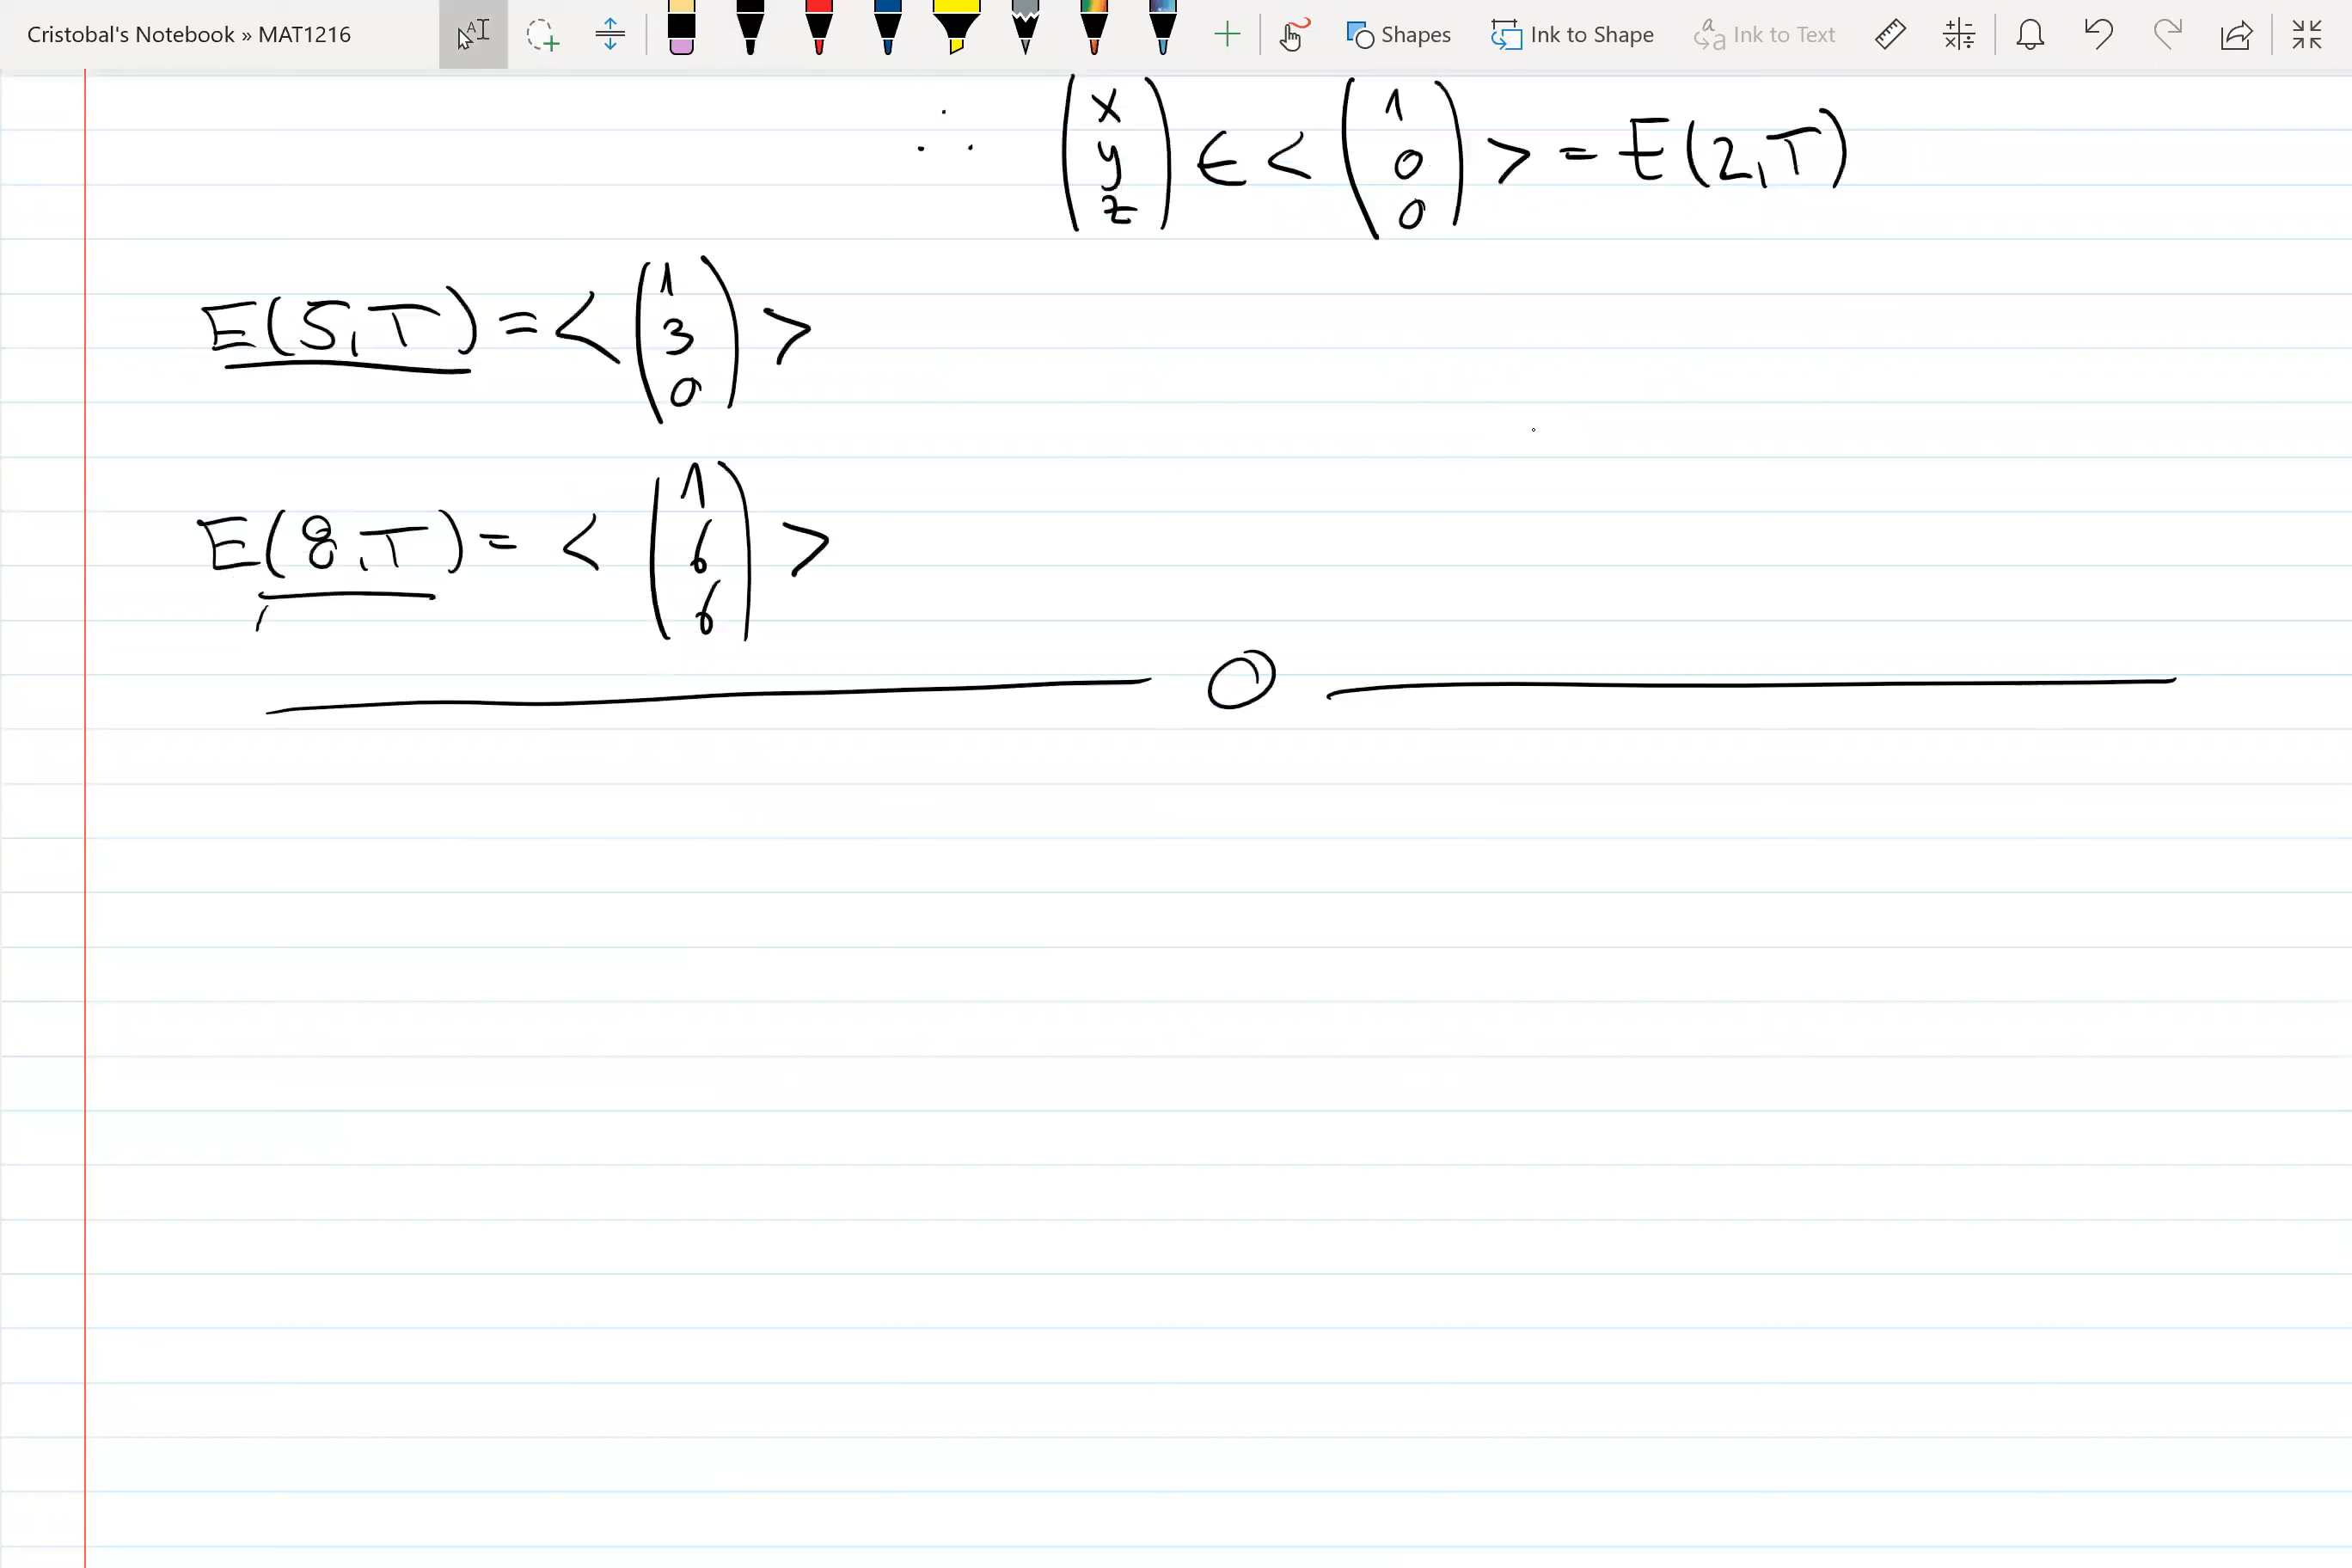 Cristobal's Notebook » MAT1216
Shapes
Ink to Shape
Ink to Text
∴ (x y z) ∈ < (1 0 0) > = E(2,T)
E(5,T) = < (1 3 0) >
E(8,T) = < (1 6 6) >